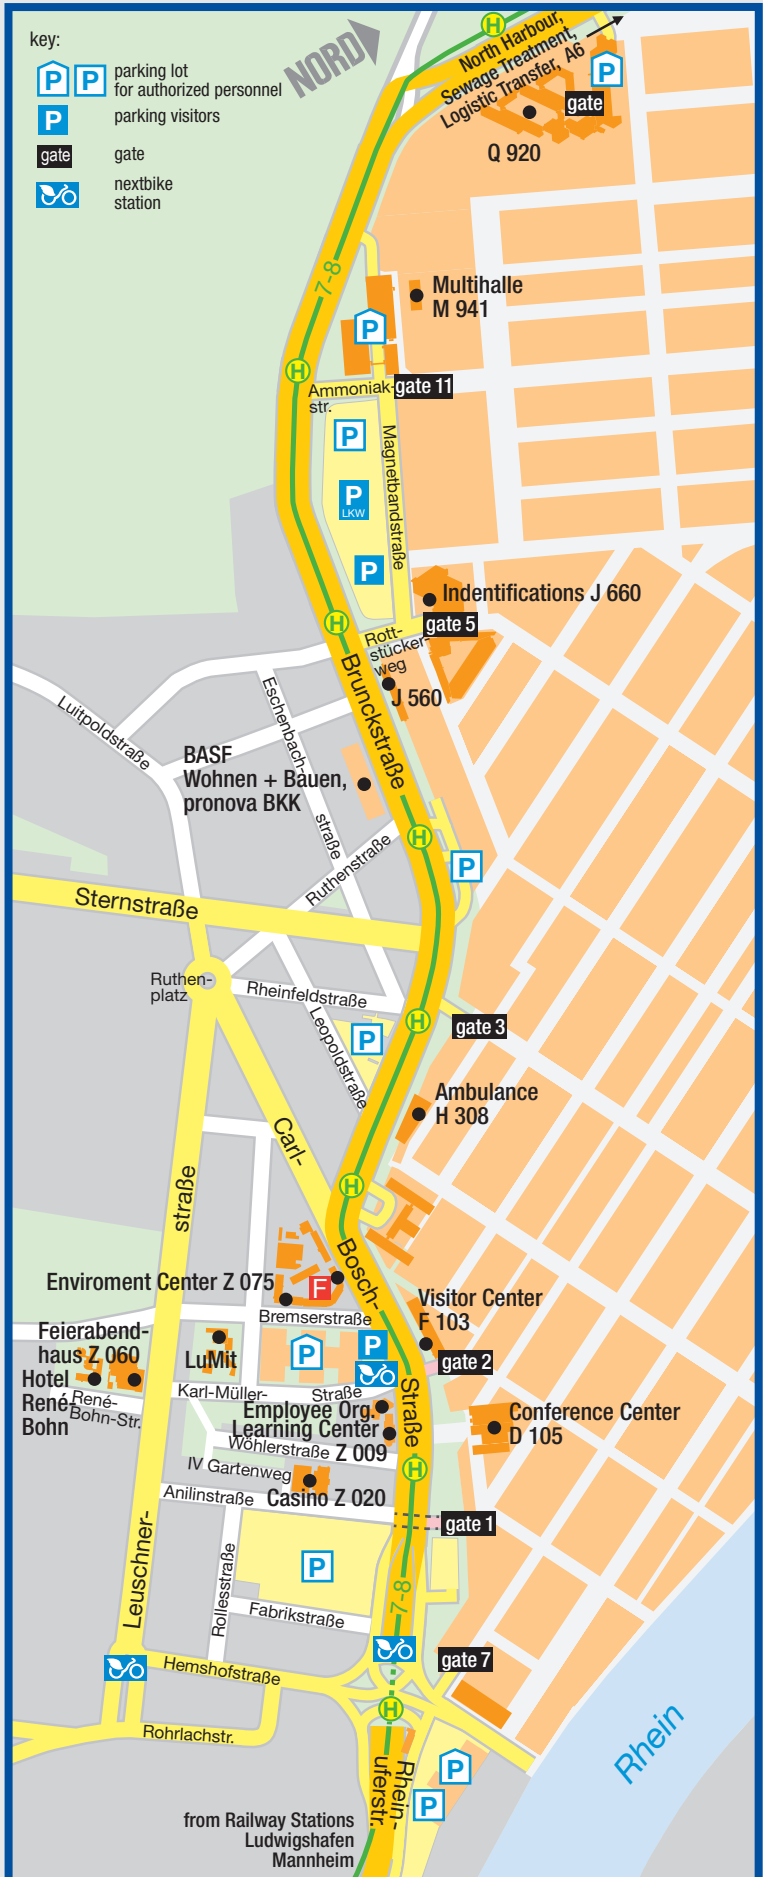 key:
P P parking lot
for authorized personnel
P parking visitors
gate gate
nextbike
station
NORD
H
North Harbour,
Sewage Treatment,
Logistic Transfer, A6
P
gate
Q 920
7-8
Multihalle
M 941
P
H
Ammoniak-
str.
gate 11
P
Magnetbandstraße
P
LKW
P
Indentifications J 660
H
gate 5
Rott-
stücker-
weg
J 560
Brunckstraße
Luitpoldstraße
Eschenbach-
straße
BASF
Wohnen + Bauen,
pronova BKK
H
Ruthenstraße
P
Sternstraße
Ruthen-
platz
Rheinfeldstraße
Leopoldstraße
H
gate 3
P
Ambulance
H 308
Carl-
H
straße
Bosch-
Enviroment Center Z 075
F
Bremserstraße
Visitor Center
F 103
Feierabend-
haus Z 060
LuMit
P
P
gate 2
Hotel
René-
Bohn
René-
Bohn-Str.
Karl-Müller-
Straße
Straße
Employee Org.
Learning Center
Z 009
Conference Center
D 105
Wöhlerstraße
IV Gartenweg
H
Casino Z 020
Anilinstraße
gate 1
Leuschner-
Rollesstraße
P
7-8
Fabrikstraße
gate 7
Hemshofstraße
H
Rohrlachstr.
Rhein
Rhein-
uferstr.
P
P
from Railway Stations
Ludwigshafen
Mannheim